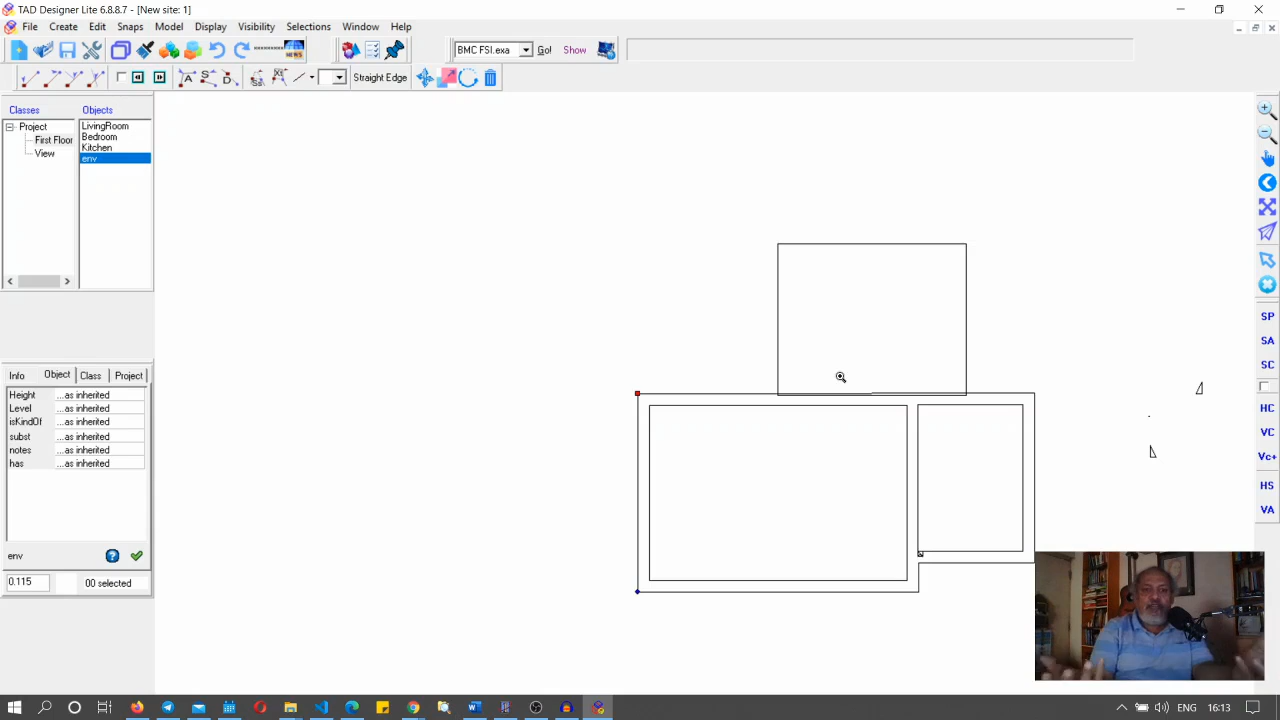 TAD Designer Lite 6.8.8.7 - [New site: 1]
File Create Edit Snaps Model Display Visibility Selections Window Help
NEWS BMC FSI.exa Go! Show
Straight Edge
Classes Objects
Project
First Floor
View
LivingRoom
Bedroom
Kitchen
env
Info Object Class Project
Height ...as inherited
Level ...as inherited
isKindOf ...as inherited
subst ...as inherited
notes ...as inherited
has ...as inherited
env
0.115 00 selected
SP
SA
SC
HC
VC
Vc+
HS
VA
ENG 16:13